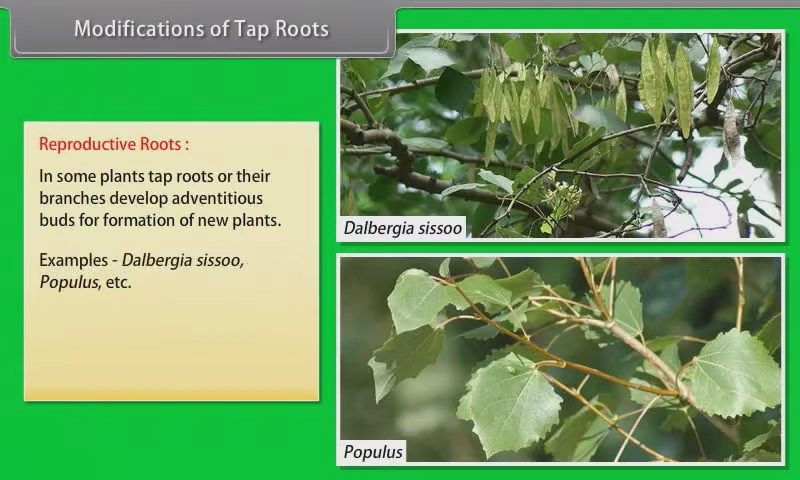 Modifications of Tap Roots
Reproductive Roots :
In some plants tap roots or their
branches develop adventitious
buds for formation of new plants.
Examples - Dalbergia sissoo,
Populus, etc.
Dalbergia sissoo
Populus